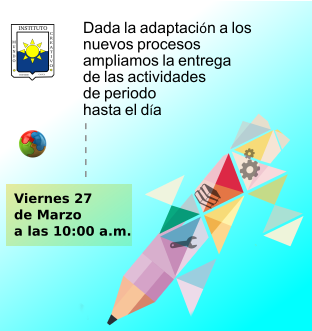 INSTITUTO
Dada la adaptación a los
nuevos procesos
ampliamos la entrega
de las actividades
de periodo
hasta el día
Viernes 27
de Marzo
a las 10:00 a.m.